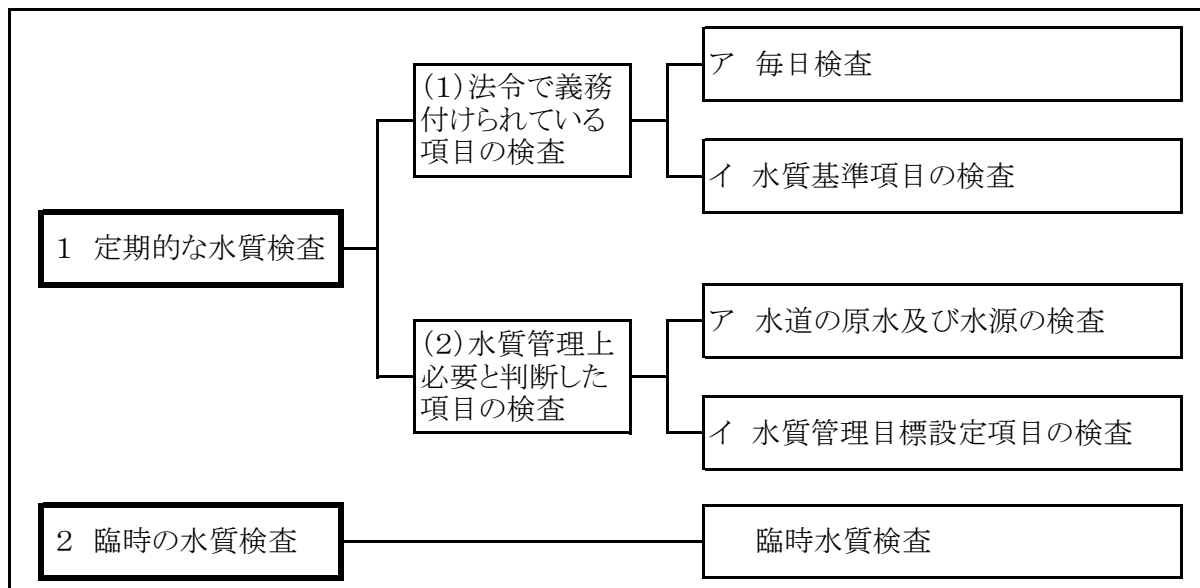 1 定期的な水質検査
(1)法令で義務
付けられている
項目の検査
ア 毎日検査
イ 水質基準項目の検査
(2)水質管理上
必要と判断した
項目の検査
ア 水道の原水及び水源の検査
イ 水質管理目標設定項目の検査
2 臨時の水質検査
臨時水質検査